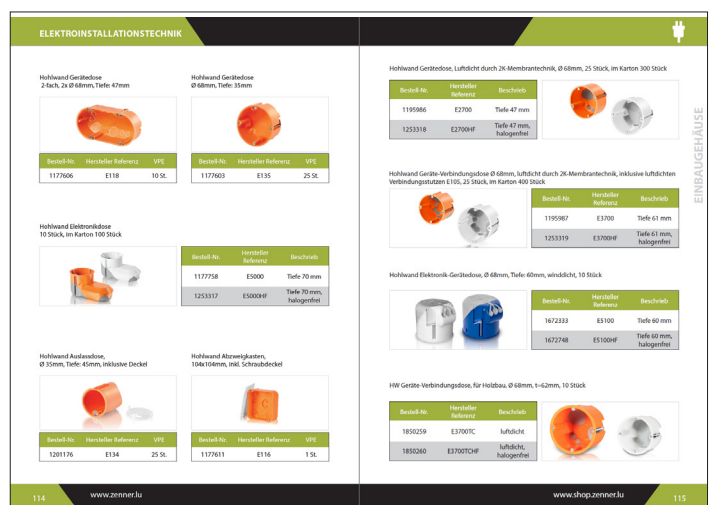 ELEKTROINSTALLATIONSTECHNIK
Hohlwand Gerätedose
2-fach, 2x Ø 68mm, Tiefe: 47mm
Bestell-Nr. Hersteller Referenz VPE
1177606 E118 10 St.
Hohlwand Gerätedose
Ø 68mm, Tiefe: 35mm
Bestell-Nr. Hersteller Referenz VPE
1177603 E135 25 St.
Hohlwand Elektronikdose
10 Stück, im Karton 100 Stück
Bestell-Nr. Hersteller Referenz Beschrieb
1177758 E5000 Tiefe 70 mm
1253317 E5000HF Tiefe 70 mm, halogenfrei
Hohlwand Auslassdose,
Ø 35mm, Tiefe: 45mm, inklusive Deckel
Bestell-Nr. Hersteller Referenz VPE
1201176 E134 25 St.
Hohlwand Abzweigkasten,
104x104mm, inkl. Schraubdeckel
Bestell-Nr. Hersteller Referenz VPE
1177611 E116 1 St.
114 www.zenner.lu
Hohlwand Gerätedose, Luftdicht durch 2K-Membrantechnik, Ø 68mm, 25 Stück, im Karton 300 Stück
Bestell-Nr. Hersteller Referenz Beschrieb
1195986 E2700 Tiefe 47 mm
1253318 E2700HF Tiefe 47 mm, halogenfrei
EINBAUGEHÄUSE
Hohlwand Geräte-Verbindungsdose Ø 68mm, luftdicht durch 2K-Membrantechnik, inklusive luftdichten
Verbindungsstutzen E105, 25 Stück, im Karton 400 Stück
Bestell-Nr. Hersteller Referenz Beschrieb
1195987 E3700 Tiefe 61 mm
1253319 E3700HF Tiefe 61 mm, halogenfrei
Hohlwand Elektronik-Gerätedose, Ø 68mm, Tiefe: 60mm, winddicht, 10 Stück
Bestell-Nr. Hersteller Referenz Beschrieb
1672333 E5100 Tiefe 60 mm
1672748 E5100HF Tiefe 60 mm, halogenfrei
HW Geräte-Verbindungsdose, für Holzbau, Ø 68mm, t=62mm, 10 Stück
Bestell-Nr. Hersteller Referenz Beschrieb
1850259 E3700TC luftdicht
1850260 E3700TCHF luftdicht, halogenfrei
www.shop.zenner.lu 115